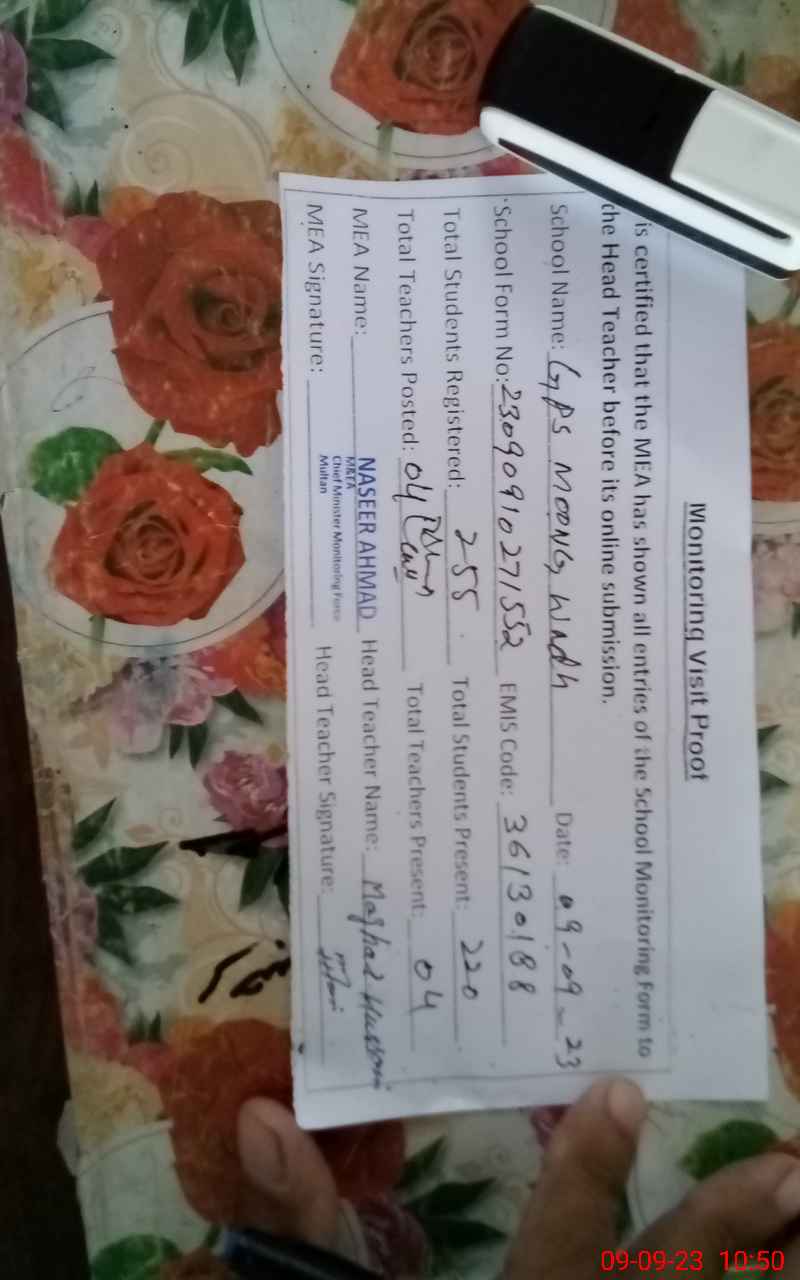 Monitoring Visit Proof
is certified that the MEA has shown all entries of the School Monitoring Form to
the Head Teacher before its online submission.
School Name: GPS MOONG Wadh Date: 09-09-23
School Form No: 23090910271552 EMIS Code: 36130188
Total Students Registered: 255 Total Students Present: 220
Total Teachers Posted: 04 Total Teachers Present: 04
MEA Name: NASEER AHMAD Head Teacher Name: Hussain
M&EA
Chief Minister Monitoring Force
Multan
MEA Signature: Head Teacher Signature:
09-09-23 10:50